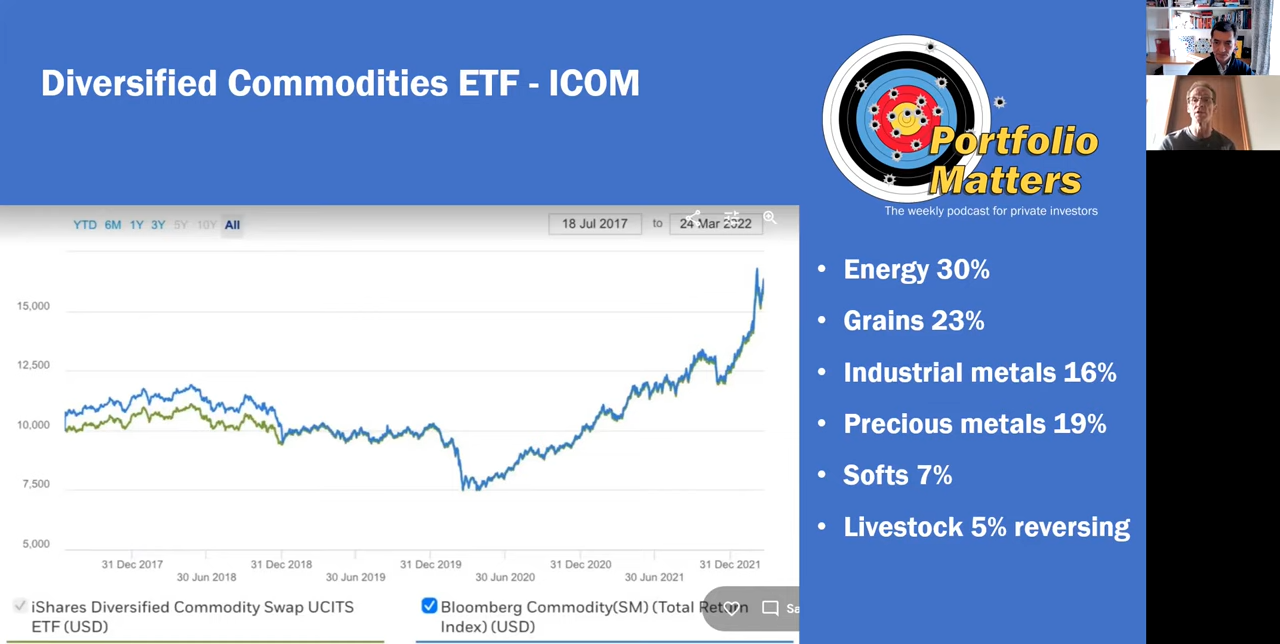 Diversified Commodities ETF - ICOM
Portfolio
Matters
The weekly podcast for private investors
YTD 6M 1Y 3Y 5Y 10Y All
18 Jul 2017 to 24 Mar 2022
15,000
12,500
10,000
7,500
5,000
31 Dec 2017
30 Jun 2018
31 Dec 2018
30 Jun 2019
31 Dec 2019
30 Jun 2020
31 Dec 2020
30 Jun 2021
31 Dec 2021
iShares Diversified Commodity Swap UCITS
ETF (USD)
Bloomberg Commodity(SM) (Total Return
Index) (USD)
Sa
• Energy 30%
• Grains 23%
• Industrial metals 16%
• Precious metals 19%
• Softs 7%
• Livestock 5% reversing